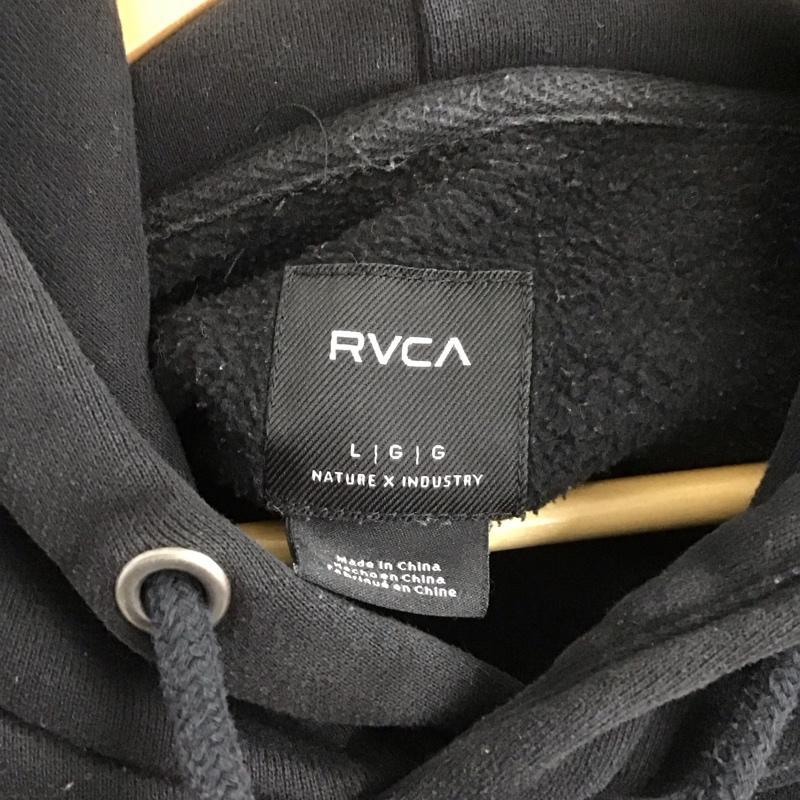 RVCA
L | G | G
NATURE X INDUSTRY
Made in China
Hecho en China
Fabriqué en Chine